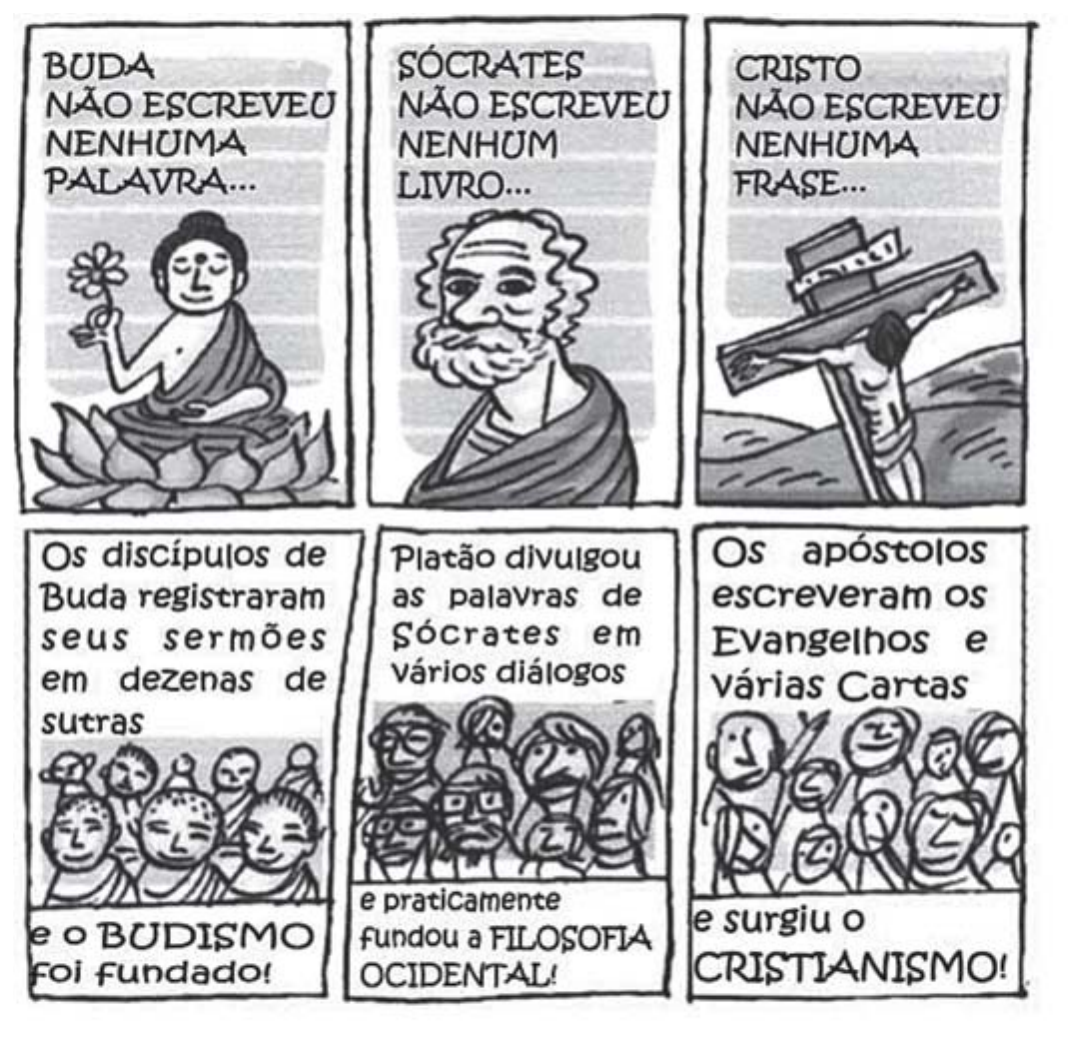 BUDA
NÃO ESCREVEU
NENHUMA
PALAVRA...
SÓCRATES
NÃO ESCREVEU
NENHUM
LIVRO...
CRISTO
NÃO ESCREVEU
NENHUMA
FRASE...
Os discípulos de
Buda registraram
seus sermões
em dezenas de
sutras
e o BUDISMO
foi fundado!
Platão divulgou
as palavras de
Sócrates em
vários diálogos
e praticamente
fundou a FILOSOFIA
OCIDENTAL!
Os apóstolos
escreveram os
Evangelhos e
várias Cartas
e surgiu o
CRISTIANISMO!